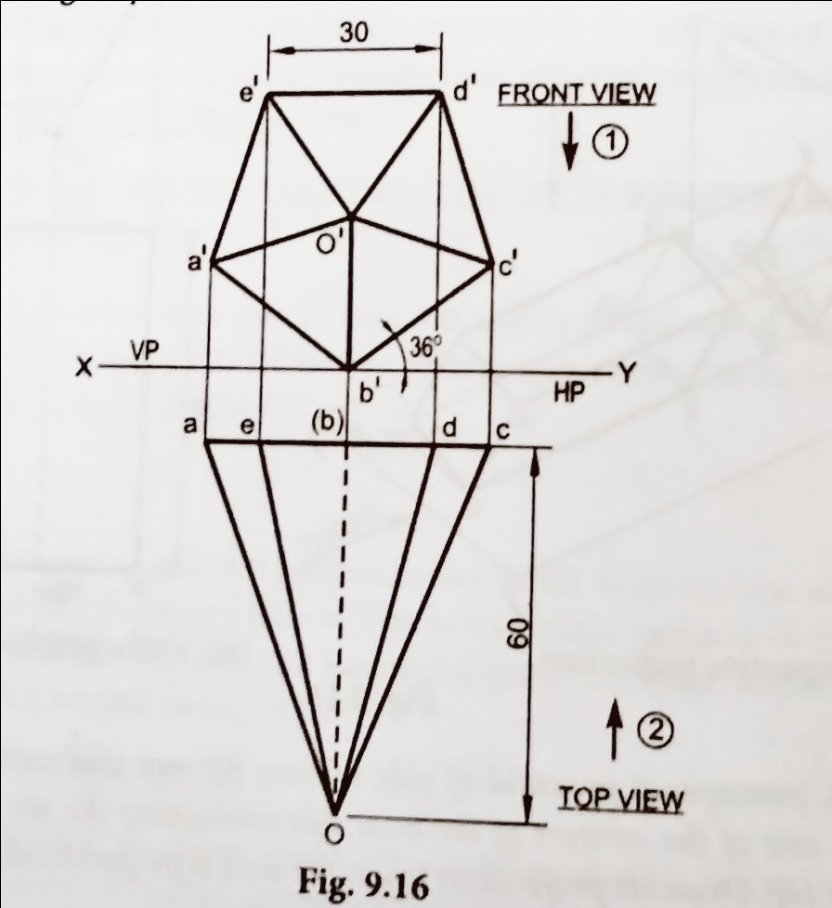 30
e' d' FRONT VIEW
①
O'
a' c'
36°
X VP Y
b' HP
a e (b) d c
60
②
TOP VIEW
O
Fig. 9.16